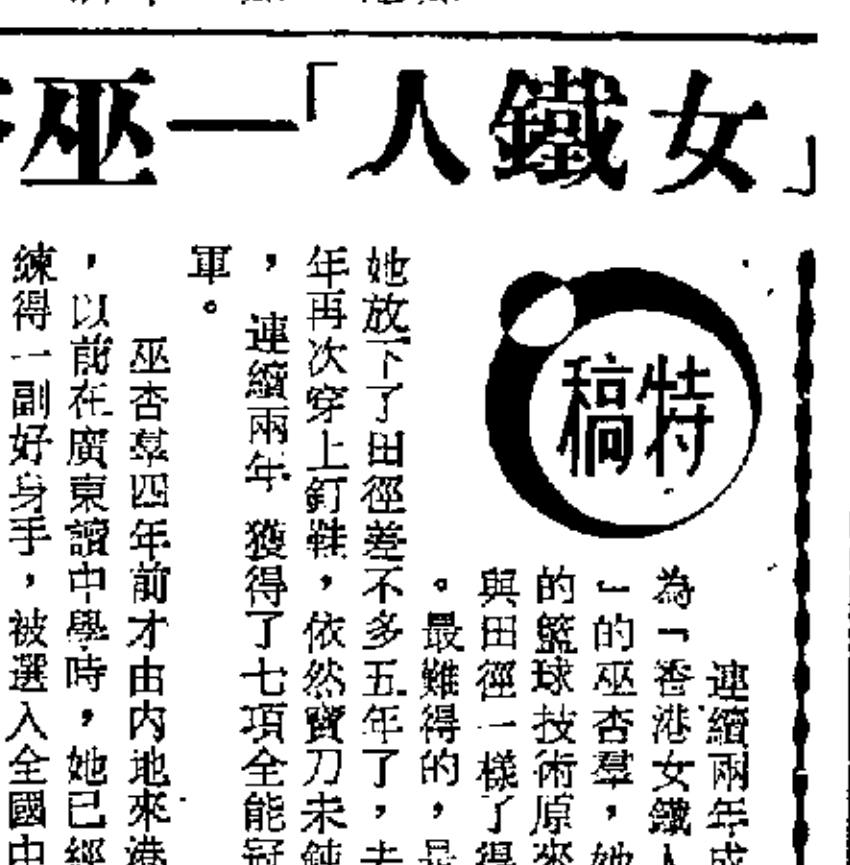 「女鐵人」一巫
特稿
連續兩年成
為「香港女鐵人
」的巫杏羣，她
的籃球技術原來
與田徑一樣了得
。最難得的，是
她放下了田徑差不多五年了，去
年再次穿上釘鞋，依然寶刀未鈍
，連續兩年獲得了七項全能冠
軍。
巫杏羣四年前才由內地來港
，以前在廣東讀中學時，她已經
練得一副好身手，被選入全國中